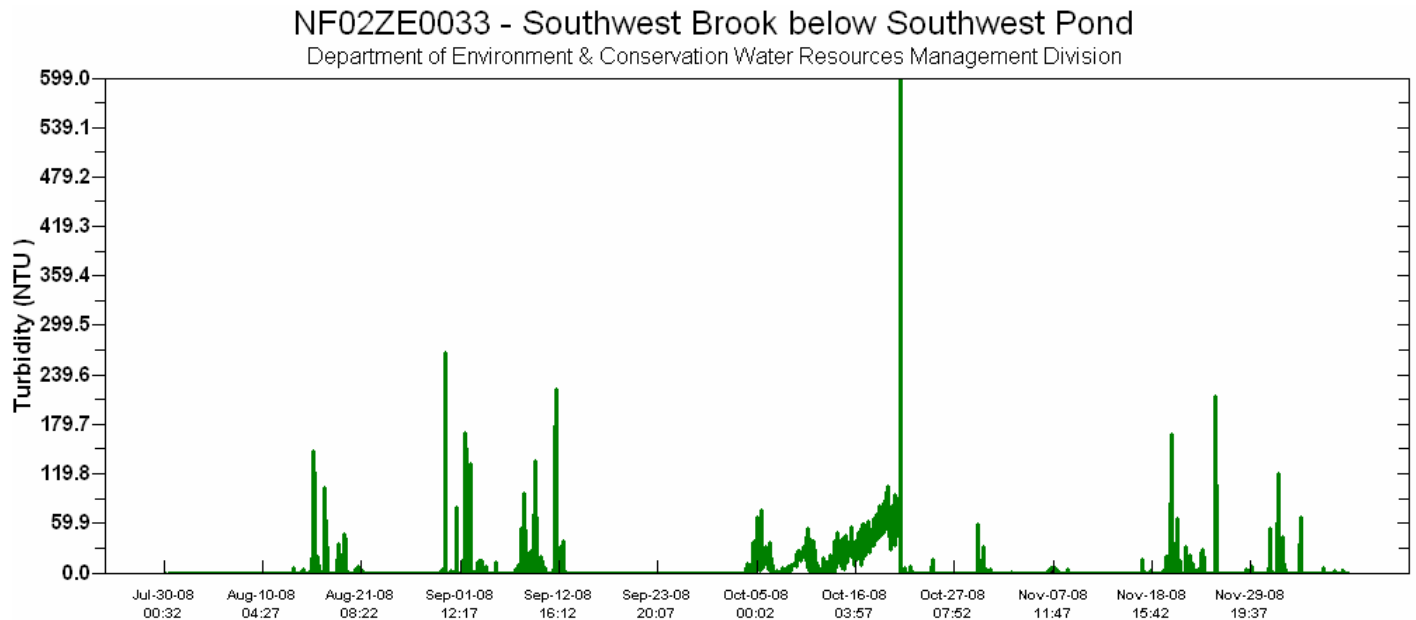 NF02ZE0033 - Southwest Brook below Southwest Pond
Department of Environment & Conservation Water Resources Management Division
Turbidity (NTU )
599.0
539.1
479.2
419.3
359.4
299.5
239.6
179.7
119.8
59.9
0.0
Jul-30-08 Aug-10-08 Aug-21-08 Sep-01-08 Sep-12-08 Sep-23-08 Oct-05-08 Oct-16-08 Oct-27-08 Nov-07-08 Nov-18-08 Nov-29-08
00:32 04:27 08:22 12:17 16:12 20:07 00:02 03:57 07:52 11:47 15:42 19:37